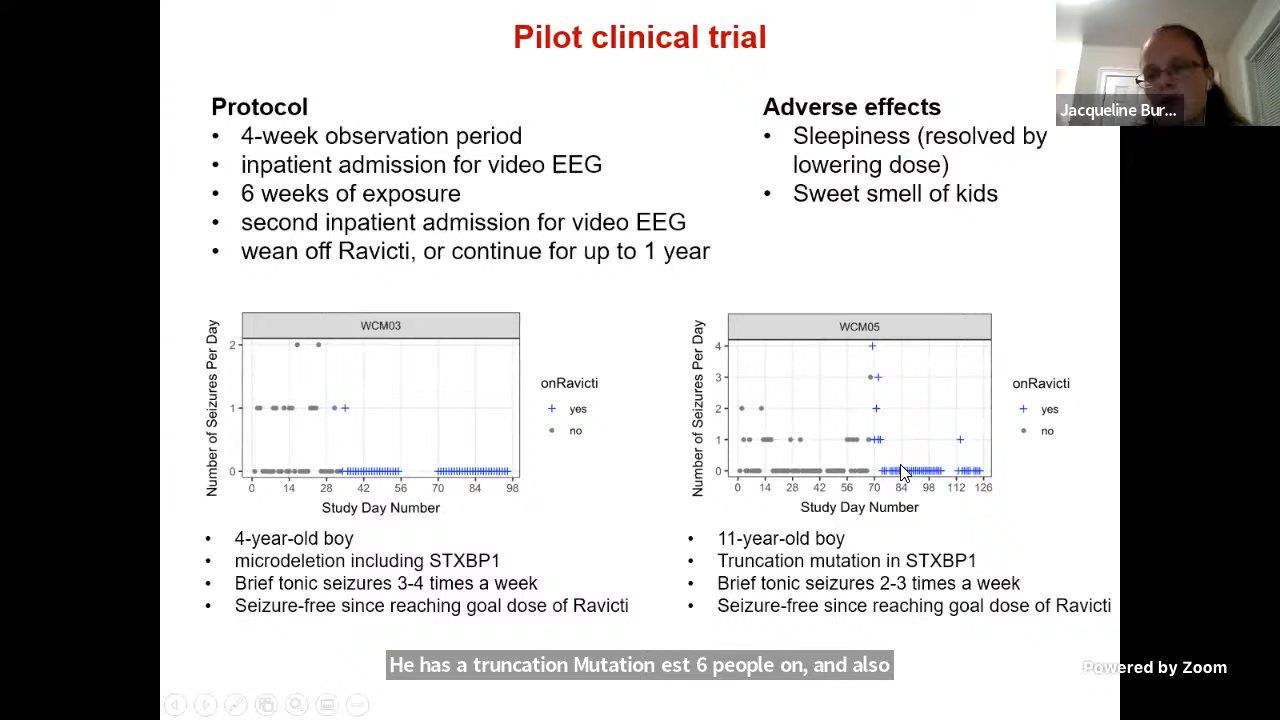 Pilot clinical trial
Jacqueline Bur...
Protocol
• 4-week observation period
• inpatient admission for video EEG
• 6 weeks of exposure
• second inpatient admission for video EEG
• wean off Ravicti, or continue for up to 1 year
Adverse effects
• Sleepiness (resolved by
lowering dose)
• Sweet smell of kids
WCM03
Number of Seizures Per Day
2
1
0
0 14 28 42 56 70 84 98
Study Day Number
onRavicti
yes
no
• 4-year-old boy
• microdeletion including STXBP1
• Brief tonic seizures 3-4 times a week
• Seizure-free since reaching goal dose of Ravicti
WCM05
Number of Seizures Per Day
4
3
2
1
0
0 14 28 42 56 70 84 98 112 126
Study Day Number
onRavicti
yes
no
• 11-year-old boy
• Truncation mutation in STXBP1
• Brief tonic seizures 2-3 times a week
• Seizure-free since reaching goal dose of Ravicti
He has a truncation Mutation est 6 people on, and also
Powered by Zoom